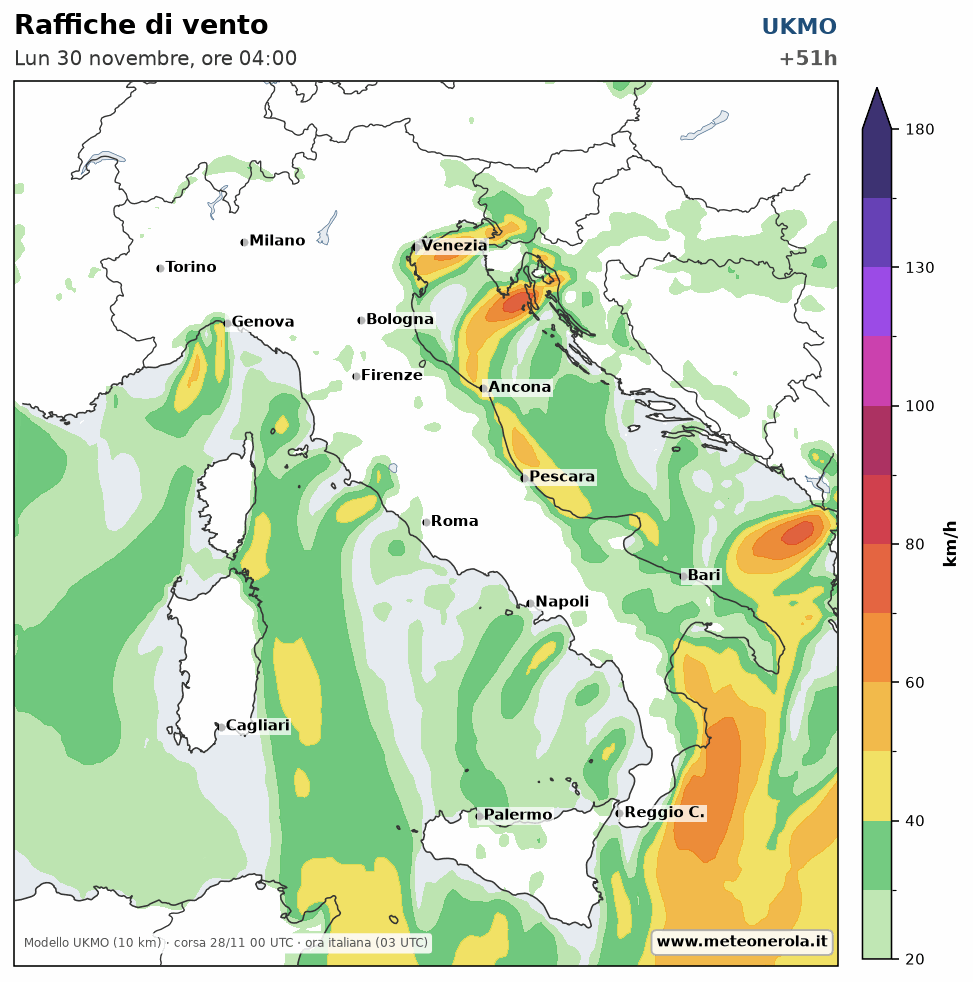 Raffiche di vento
UKMO
Lun 30 novembre, ore 04:00
+51h
180
130
100
80
60
40
20
km/h
Milano
Torino
Venezia
Genova
Bologna
Firenze
Ancona
Pescara
Roma
Bari
Napoli
Cagliari
Palermo
Reggio C.
Modello UKMO (10 km) · corsa 28/11 00 UTC · ora italiana (03 UTC)
www.meteonerola.it